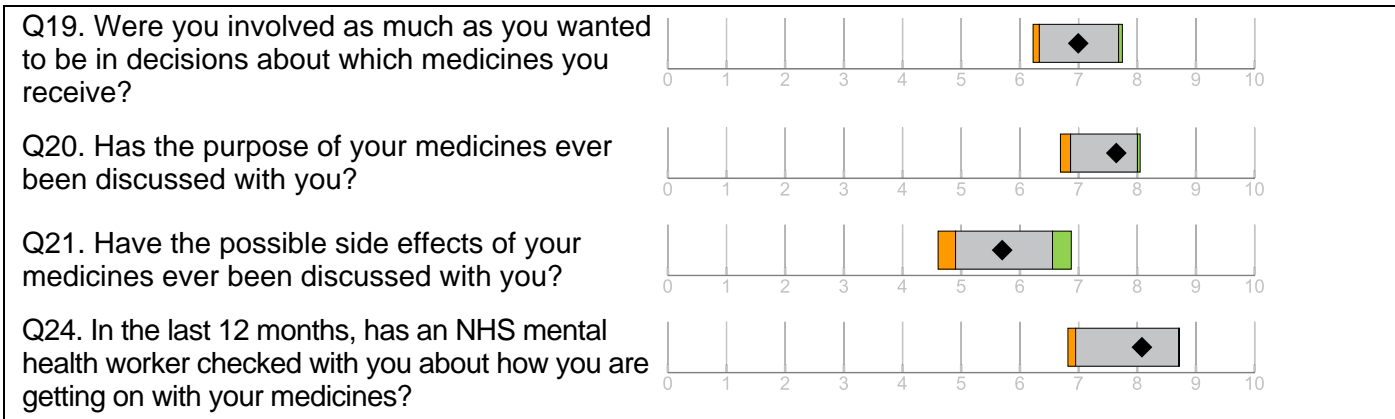 Q19. Were you involved as much as you wanted
to be in decisions about which medicines you
receive?
0 1 2 3 4 5 6 7 8 9 10
Q20. Has the purpose of your medicines ever
been discussed with you?
0 1 2 3 4 5 6 7 8 9 10
Q21. Have the possible side effects of your
medicines ever been discussed with you?
0 1 2 3 4 5 6 7 8 9 10
Q24. In the last 12 months, has an NHS mental
health worker checked with you about how you are
getting on with your medicines?
0 1 2 3 4 5 6 7 8 9 10